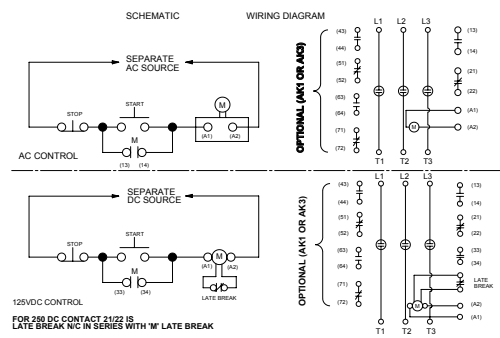 SCHEMATIC WIRING DIAGRAM
SEPARATE
AC SOURCE
STOP
START
M
(13) (14)
M
(A1) (A2)
AC CONTROL
OPTIONAL (AK1 OR AK3)
(43)
(44)
(51)
(52)
(63)
(64)
(71)
(72)
L1 L2 L3
M
T1 T2 T3
(13)
(14)
(21)
(22)
(A1)
(A2)
SEPARATE
DC SOURCE
STOP
START
M
(33) (34)
(A1) M (A2)
LATE BREAK
125VDC CONTROL
FOR 250 DC CONTACT 21/22 IS
LATE BREAK N/C IN SERIES WITH 'M' LATE BREAK
OPTIONAL (AK1 OR AK3)
(43)
(44)
(51)
(52)
(63)
(64)
(71)
(72)
L1 L2 L3
M
T1 T2 T3
(13)
(14)
(21)
(22)
(33)
(34)
LATE
BREAK
(A2)
(A1)